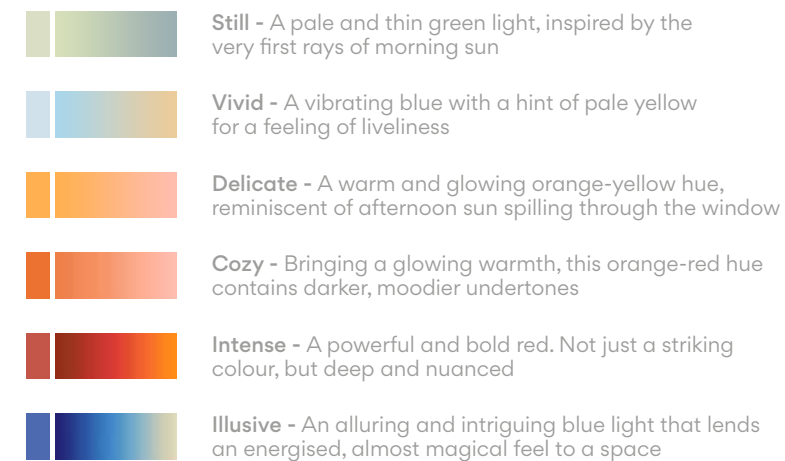 Still - A pale and thin green light, inspired by the
very first rays of morning sun
Vivid - A vibrating blue with a hint of pale yellow
for a feeling of liveliness
Delicate - A warm and glowing orange-yellow hue,
reminiscent of afternoon sun spilling through the window
Cozy - Bringing a glowing warmth, this orange-red hue
contains darker, moodier undertones
Intense - A powerful and bold red. Not just a striking
colour, but deep and nuanced
Illusive - An alluring and intriguing blue light that lends
an energised, almost magical feel to a space